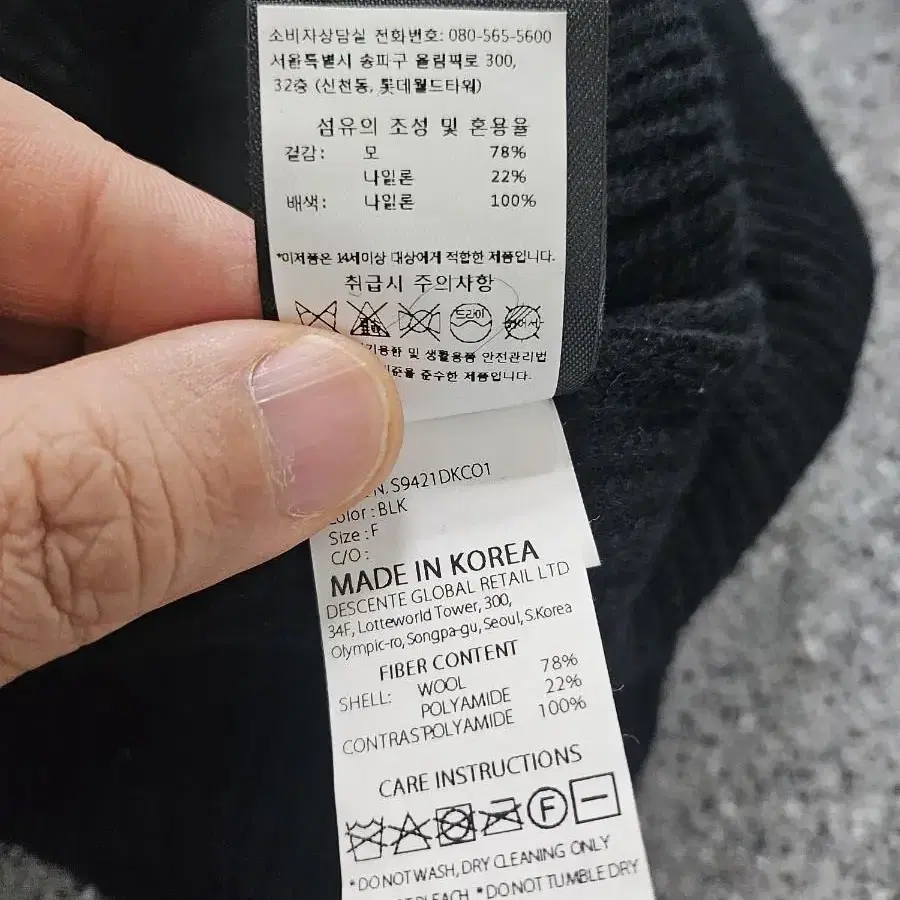 소비자상담실 전화번호: 080-565-5600
서울특별시 송파구 올림픽로 300,
32층 (신천동, 롯데월드타워)
섬유의 조성 및 혼용율
겉감: 모 78%
나일론 22%
배색: 나일론 100%
*이제품은 14세이상 대상에게 적합한 제품입니다.
취급시 주의사항
드라이
및 생활용품 안전관리법
준수한 제품입니다.
S9421DKCO1
Color : BLK
Size : F
C/O :
MADE IN KOREA
DESCENTE GLOBAL RETAIL LTD
34F, Lotteworld Tower, 300,
Olympic-ro, Songpa-gu, Seoul, S.Korea
FIBER CONTENT
SHELL: WOOL 78%
POLYAMIDE 22%
CONTRASTPOLYAMIDE 100%
CARE INSTRUCTIONS
F
*DO NOT WASH, DRY CLEANING ONLY
BLEACH *DO NOT TUMBLE DRY